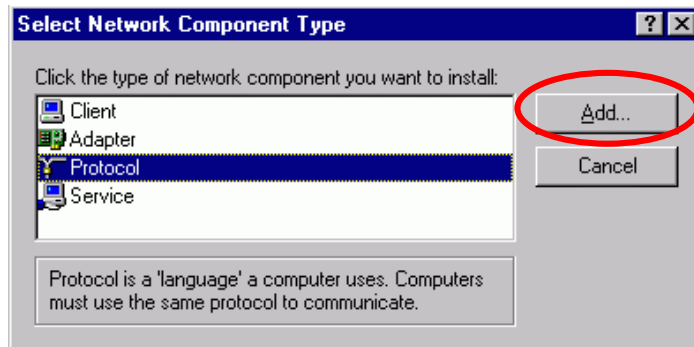 Select Network Component Type
Click the type of network component you want to install:
Client
Add...
Adapter
Protocol
Cancel
Service
Protocol is a 'language' a computer uses. Computers
must use the same protocol to communicate.